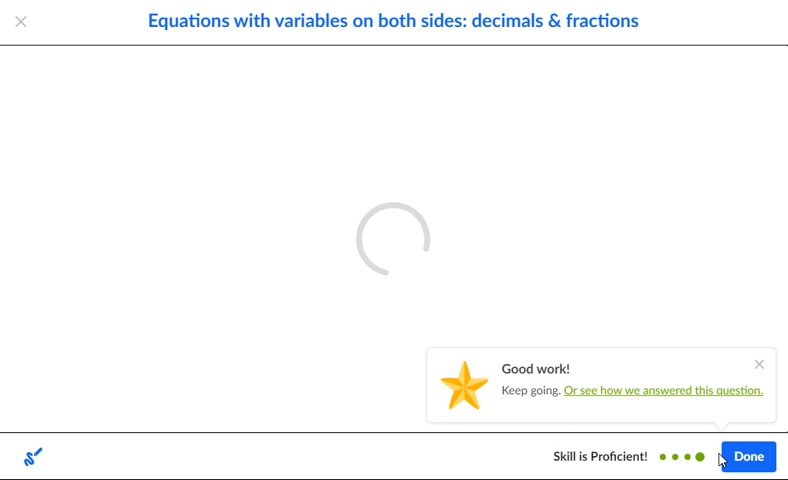 Equations with variables on both sides: decimals & fractions
Good work!
Keep going. Or see how we answered this question.
Skill is Proficient!
Done